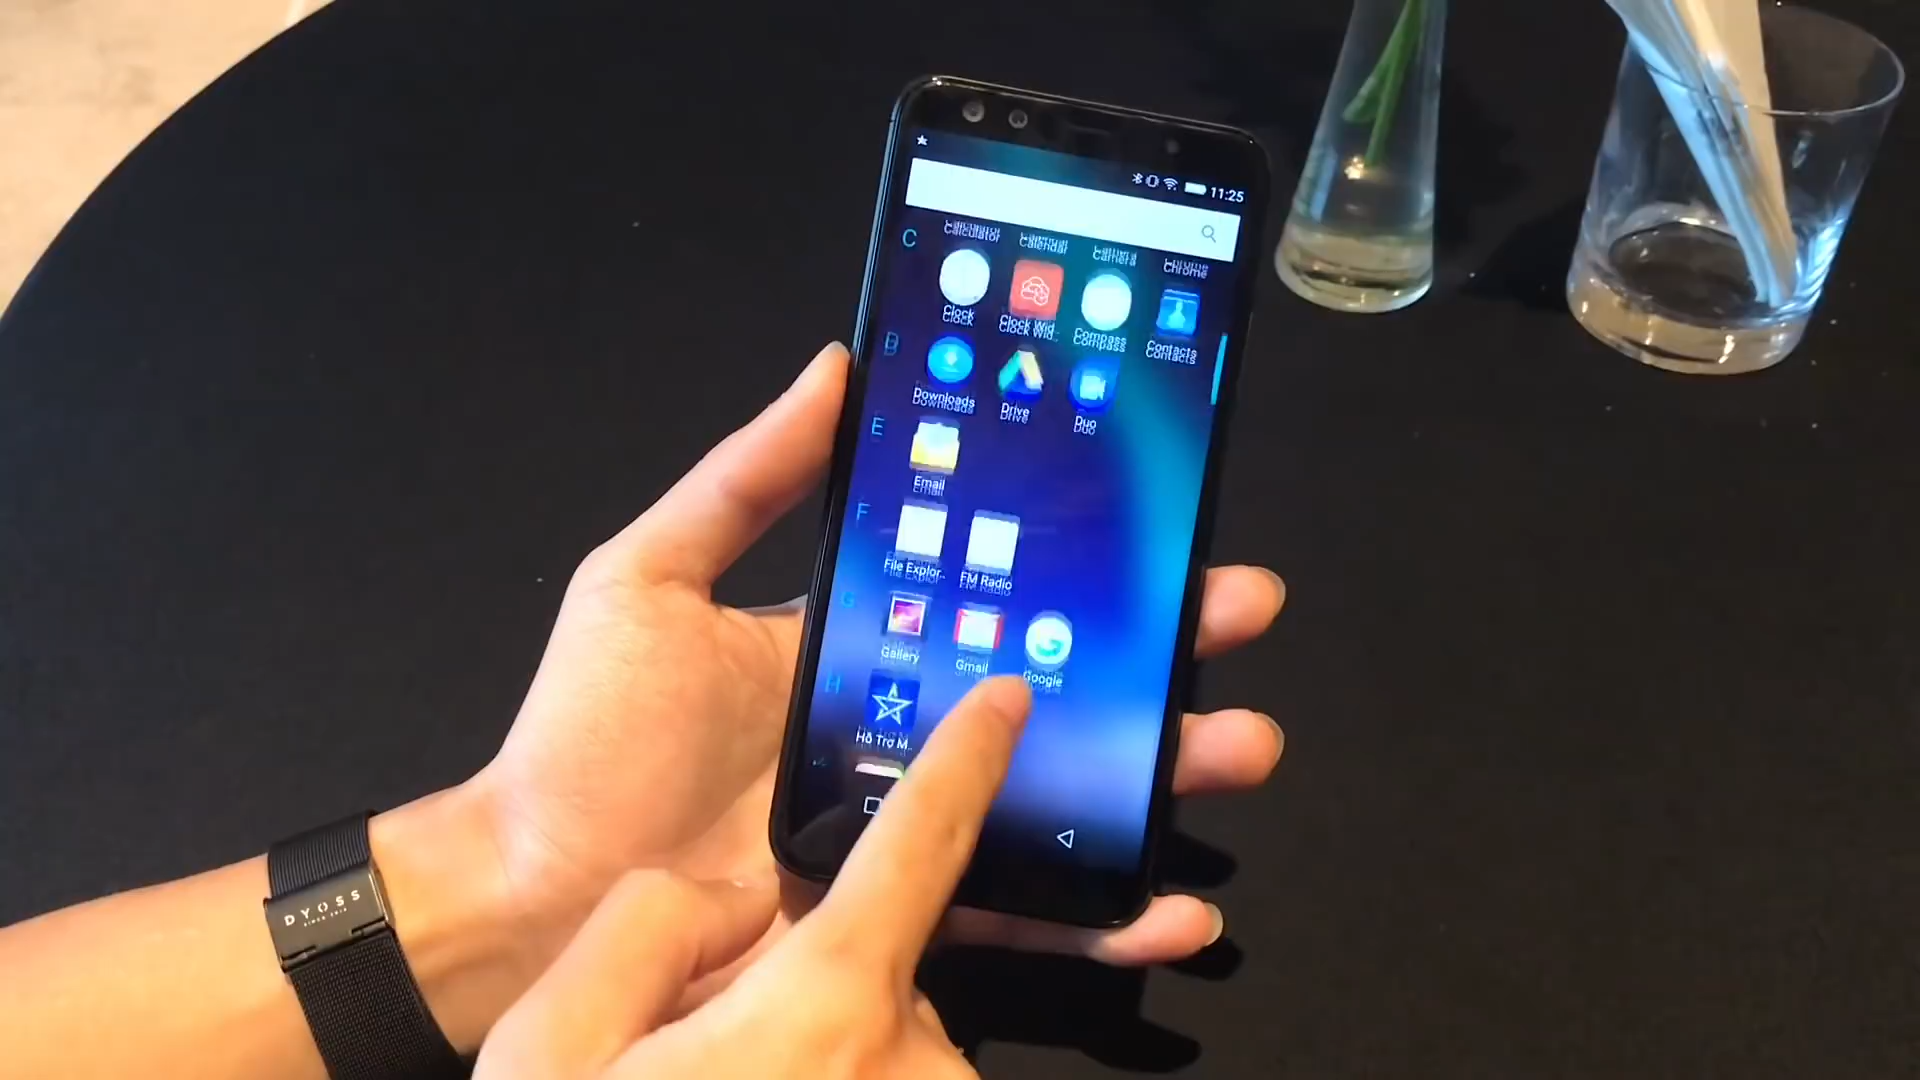 11:25
Calculator Calendar Camera Chrome
C
Clock Clock Wid.. Compass Contacts
D
Downloads Drive Duo
E
Email
F
File Explor.. FM Radio
G
Gallery Gmail Google
H
Hỗ Trợ M..
DYOSS